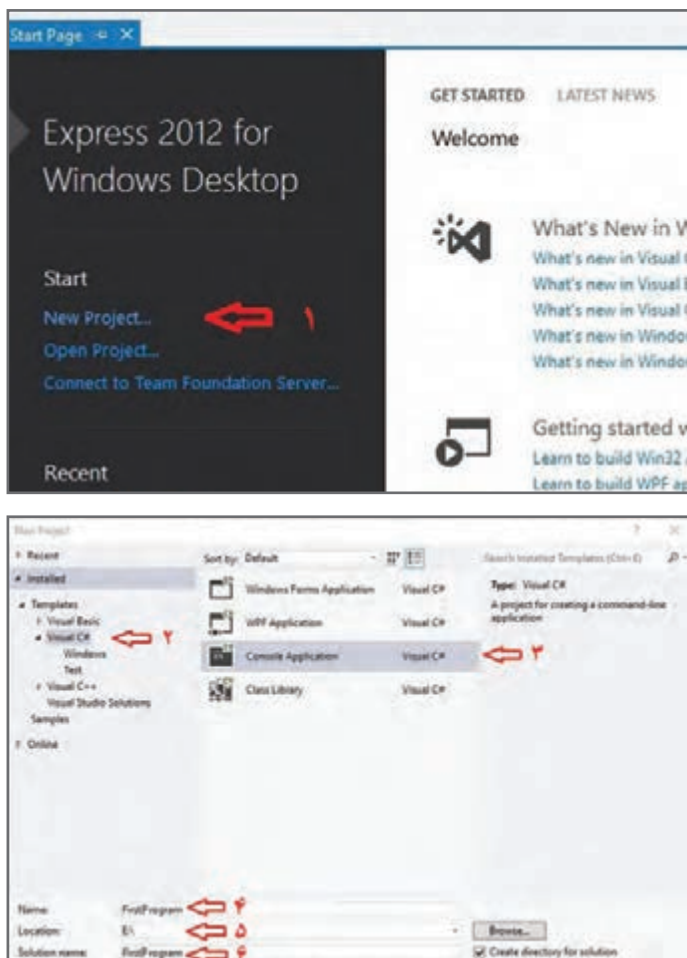 Start Page
GET STARTED LATEST NEWS
Express 2012 for
Windows Desktop
Welcome
What's New in W
What's new in Visual
What's new in Visual
What's new in Visual
What's new in Windo
What's new in Windo
Start
New Project... ۱
Open Project...
Connect to Team Foundation Server...
Getting started w
Learn to build Win32
Learn to build WPF ap
Recent
New Project ? ×
Recent
Installed
Sort by: Default
Search Installed Templates (Ctrl+E)
Templates
Visual Basic
Visual C# ۲
Windows
Test
Visual C++
Visual Studio Solutions
Samples
Online
Windows Forms Application Visual C#
WPF Application Visual C#
Console Application Visual C# ۳
Class Library Visual C#
Type: Visual C#
A project for creating a command-line
application
Name: FirstProgram ۴
Location: E:\ ۵
Browse...
Solution name: FirstProgram ۶
Create directory for solution